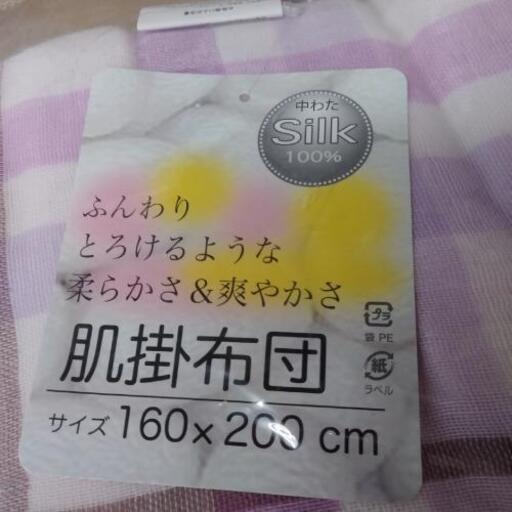 中わた
Silk
100%
ふんわり
とろけるような
柔らかさ&爽やかさ
肌掛布団
サイズ 160×200 cm
プラ
袋 PE
紙
ラベル